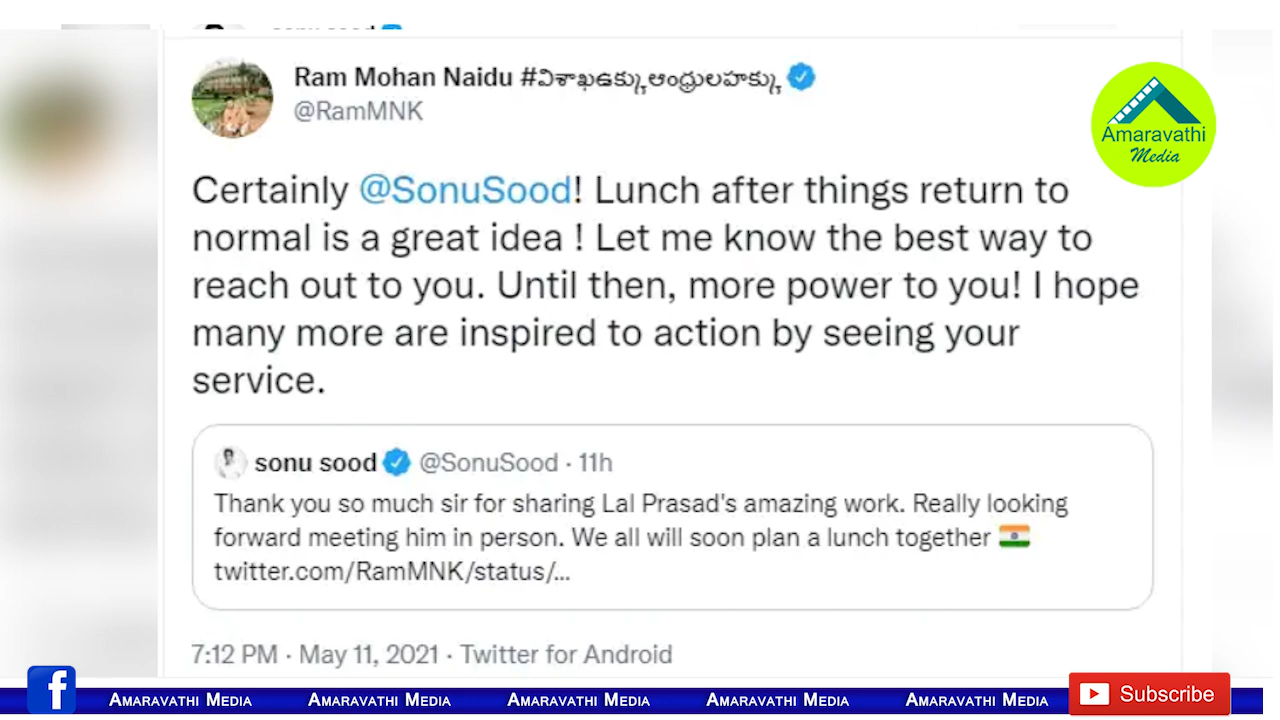 Ram Mohan Naidu #విశాఖఉక్కుఆంధ్రులహక్కు
@RamMNK
Amaravathi
Media
Certainly @SonuSood! Lunch after things return to
normal is a great idea ! Let me know the best way to
reach out to you. Until then, more power to you! I hope
many more are inspired to action by seeing your
service.
sonu sood @SonuSood · 11h
Thank you so much sir for sharing Lal Prasad's amazing work. Really looking
forward meeting him in person. We all will soon plan a lunch together 🇮🇳
twitter.com/RamMNK/status/...
7:12 PM · May 11, 2021 · Twitter for Android
f
Amaravathi Media Amaravathi Media Amaravathi Media Amaravathi Media Amaravathi Media
Subscribe